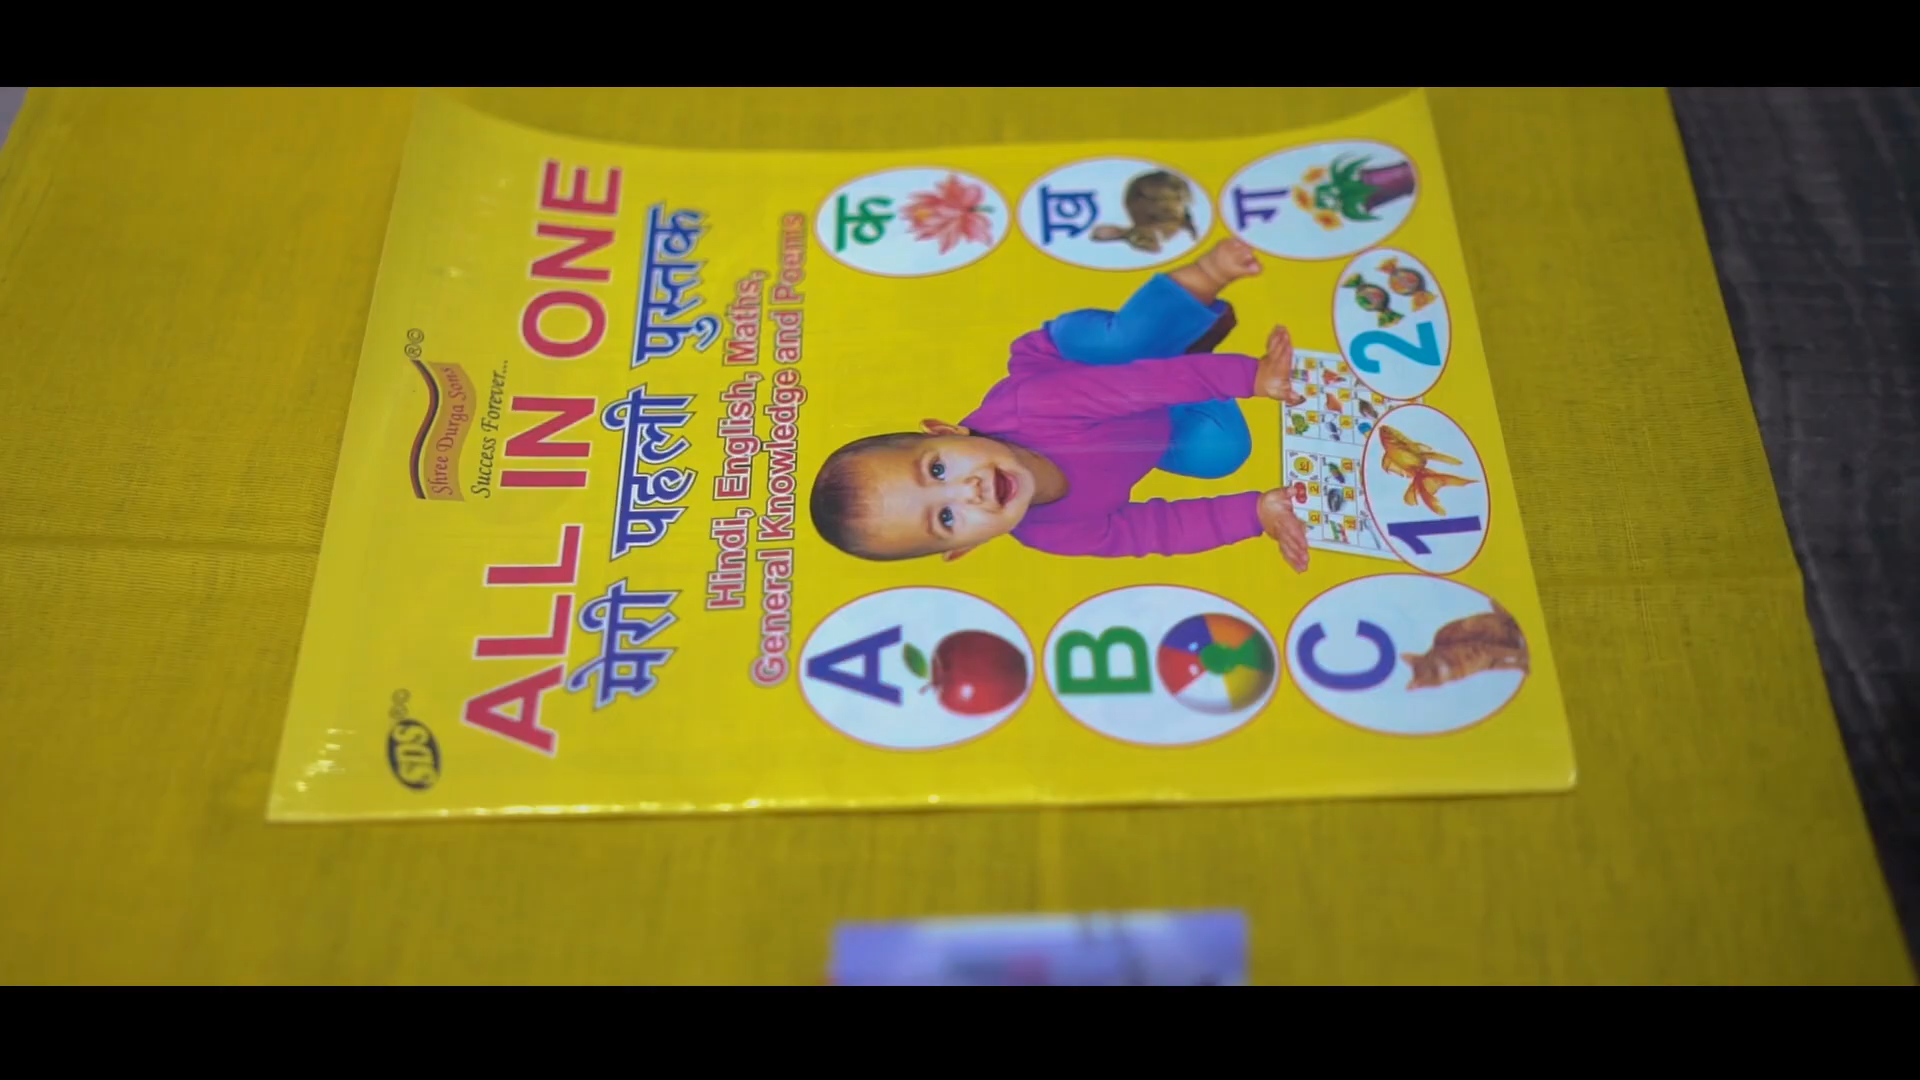 SDS ®©
Shree Durga Sons ®©
Success Forever...
ALL IN ONE
मेरी पहली पुस्तक
Hindi, English, Maths,
General Knowledge and Poems
A
क
B
ख
C
ग
1
2